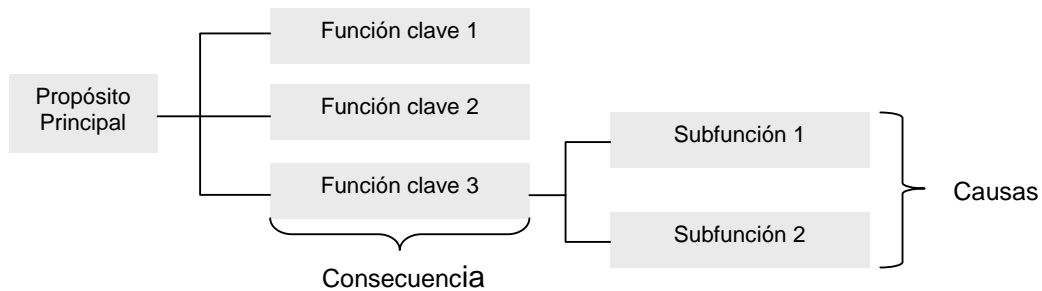 Función clave 1
Propósito
Principal
Función clave 2
Función clave 3
Subfunción 1
Subfunción 2
Causas
Consecuencia